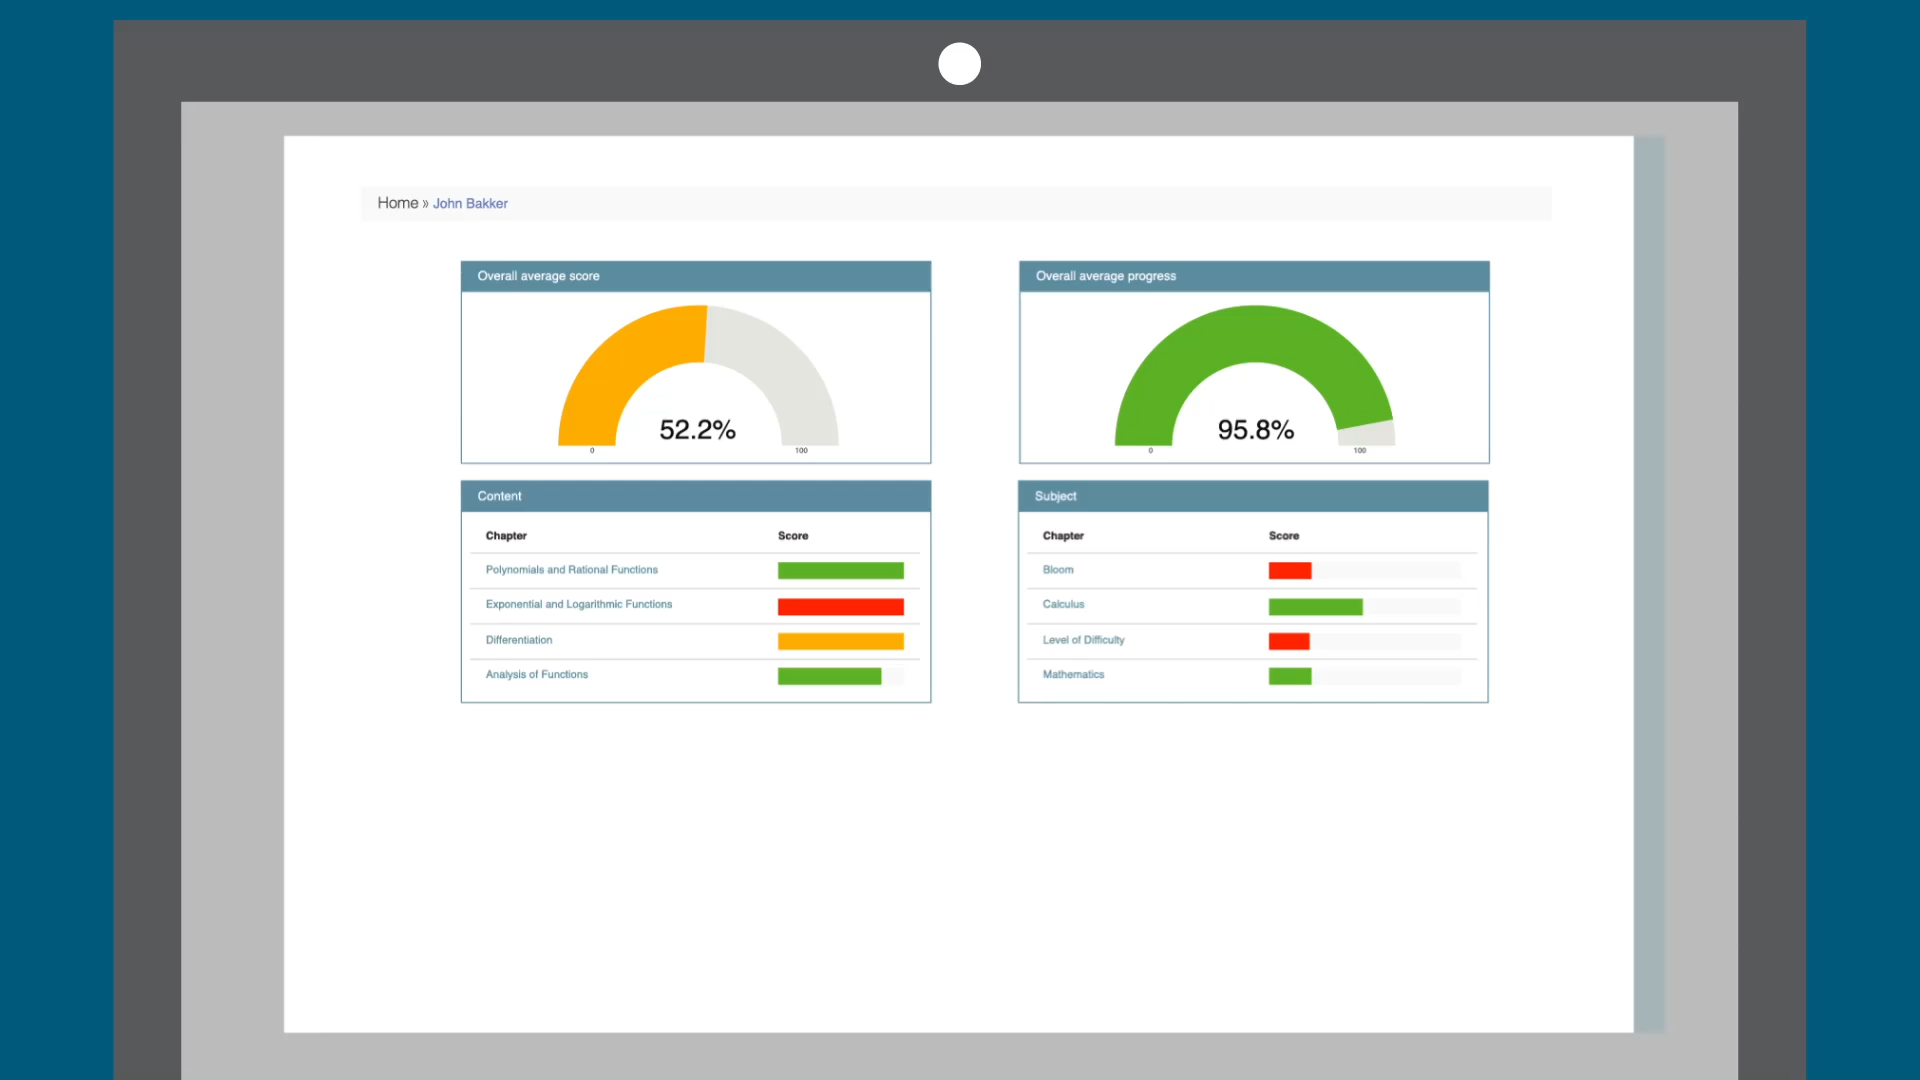 Home » John Bakker
Overall average score
52.2%
0
100
Overall average progress
95.8%
0
100
Content
Chapter Score
Polynomials and Rational Functions
Exponential and Logarithmic Functions
Differentiation
Analysis of Functions
Subject
Chapter Score
Bloom
Calculus
Level of Difficulty
Mathematics